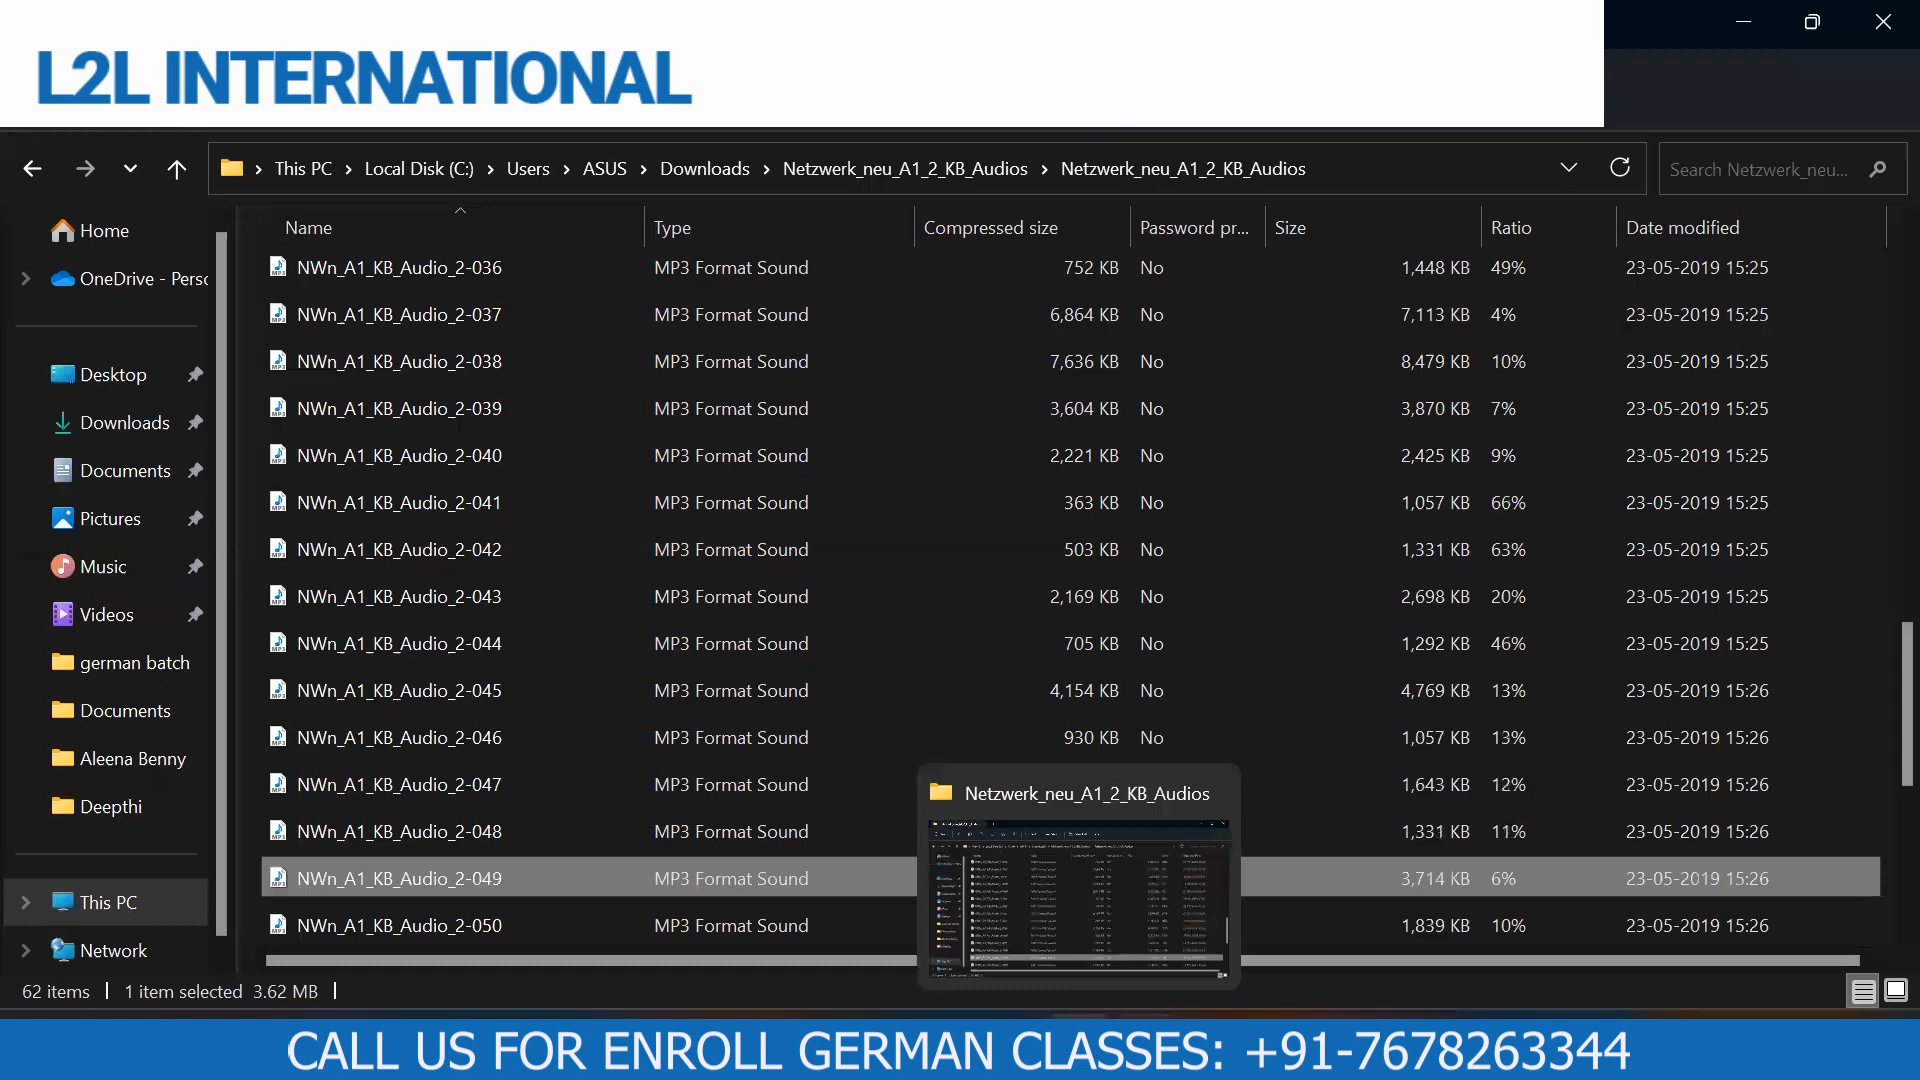 L2L INTERNATIONAL
This PC > Local Disk (C:) > Users > ASUS > Downloads > Netzwerk_neu_A1_2_KB_Audios > Netzwerk_neu_A1_2_KB_Audios
Search Netzwerk_neu...
Home
OneDrive - Perso
Desktop
Downloads
Documents
Pictures
Music
Videos
german batch
Documents
Aleena Benny
Deepthi
This PC
Network
Name Type Compressed size Password pr... Size Ratio Date modified
NWn_A1_KB_Audio_2-036 MP3 Format Sound 752 KB No 1,448 KB 49% 23-05-2019 15:25
NWn_A1_KB_Audio_2-037 MP3 Format Sound 6,864 KB No 7,113 KB 4% 23-05-2019 15:25
NWn_A1_KB_Audio_2-038 MP3 Format Sound 7,636 KB No 8,479 KB 10% 23-05-2019 15:25
NWn_A1_KB_Audio_2-039 MP3 Format Sound 3,604 KB No 3,870 KB 7% 23-05-2019 15:25
NWn_A1_KB_Audio_2-040 MP3 Format Sound 2,221 KB No 2,425 KB 9% 23-05-2019 15:25
NWn_A1_KB_Audio_2-041 MP3 Format Sound 363 KB No 1,057 KB 66% 23-05-2019 15:25
NWn_A1_KB_Audio_2-042 MP3 Format Sound 503 KB No 1,331 KB 63% 23-05-2019 15:25
NWn_A1_KB_Audio_2-043 MP3 Format Sound 2,169 KB No 2,698 KB 20% 23-05-2019 15:25
NWn_A1_KB_Audio_2-044 MP3 Format Sound 705 KB No 1,292 KB 46% 23-05-2019 15:25
NWn_A1_KB_Audio_2-045 MP3 Format Sound 4,154 KB No 4,769 KB 13% 23-05-2019 15:26
NWn_A1_KB_Audio_2-046 MP3 Format Sound 930 KB No 1,057 KB 13% 23-05-2019 15:26
NWn_A1_KB_Audio_2-047 MP3 Format Sound 1,643 KB 12% 23-05-2019 15:26
NWn_A1_KB_Audio_2-048 MP3 Format Sound 1,331 KB 11% 23-05-2019 15:26
NWn_A1_KB_Audio_2-049 MP3 Format Sound 3,714 KB 6% 23-05-2019 15:26
NWn_A1_KB_Audio_2-050 MP3 Format Sound 1,839 KB 10% 23-05-2019 15:26
Netzwerk_neu_A1_2_KB_Audios
62 items 1 item selected 3.62 MB
CALL US FOR ENROLL GERMAN CLASSES: +91-7678263344